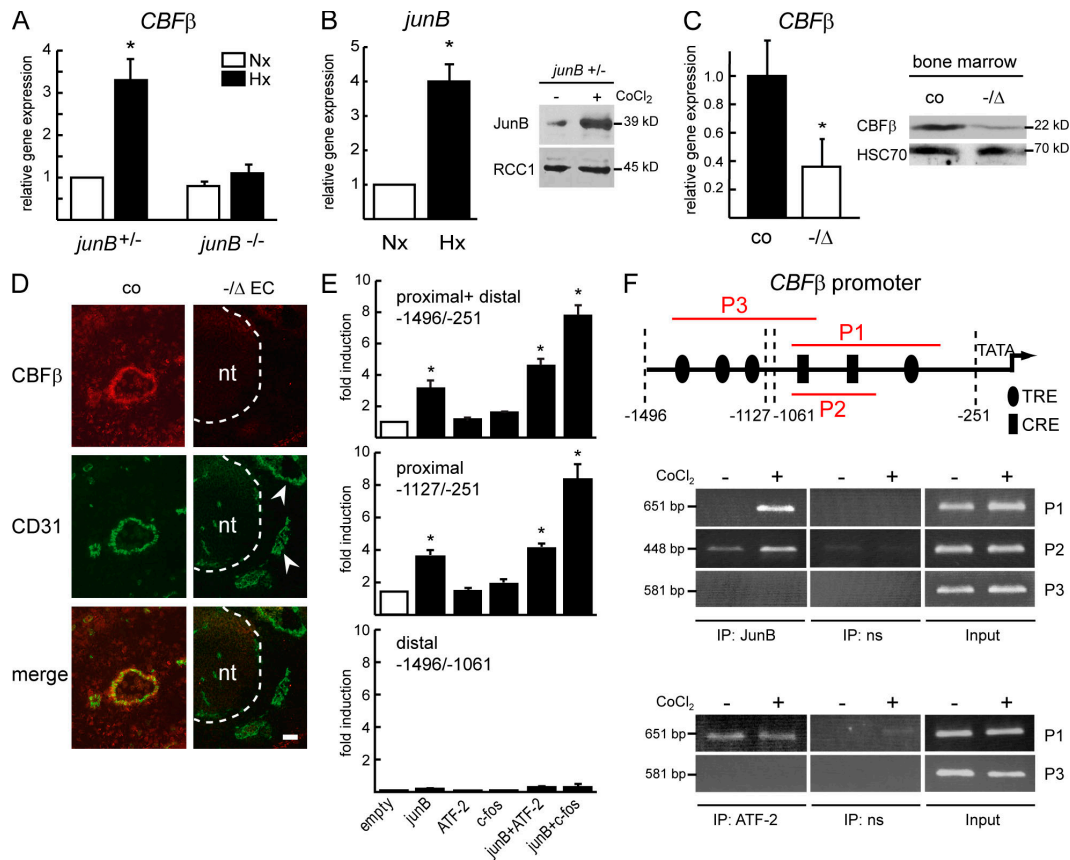 A
CBFβ
relative gene expression
4
3
2
1
*
Nx
Hx
junB+/-
junB -/-
B
junB
relative gene expression
5
4
3
2
1
*
Nx
Hx
junB +/-
- + CoCl2
JunB 39 kD
RCC1 45 kD
C
relative gene expression
1.0
0.8
0.6
0.4
0.2
*
co
-/Δ
bone marrow
co -/Δ
CBFβ 22 kD
HSC70 70 kD
D
co -/Δ EC
CBFβ
nt
CD31
nt
merge
nt
E
fold induction
10
8
6
4
2
proximal+ distal
-1496/-251
*
*
*
fold induction
10
8
6
4
2
proximal
-1127/-251
*
*
*
fold induction
10
8
6
4
2
distal
-1496/-1061
empty
junB
ATF-2
c-fos
junB+ATF-2
junB+c-fos
F
CBFβ promoter
P3
P1
TATA
P2
-1496
-1127
-1061
-251
TRE
CRE
CoCl2 - + - + - +
651 bp P1
448 bp P2
581 bp P3
IP: JunB IP: ns Input
CoCl2 - + - + - +
651 bp P1
581 bp P3
IP: ATF-2 IP: ns Input